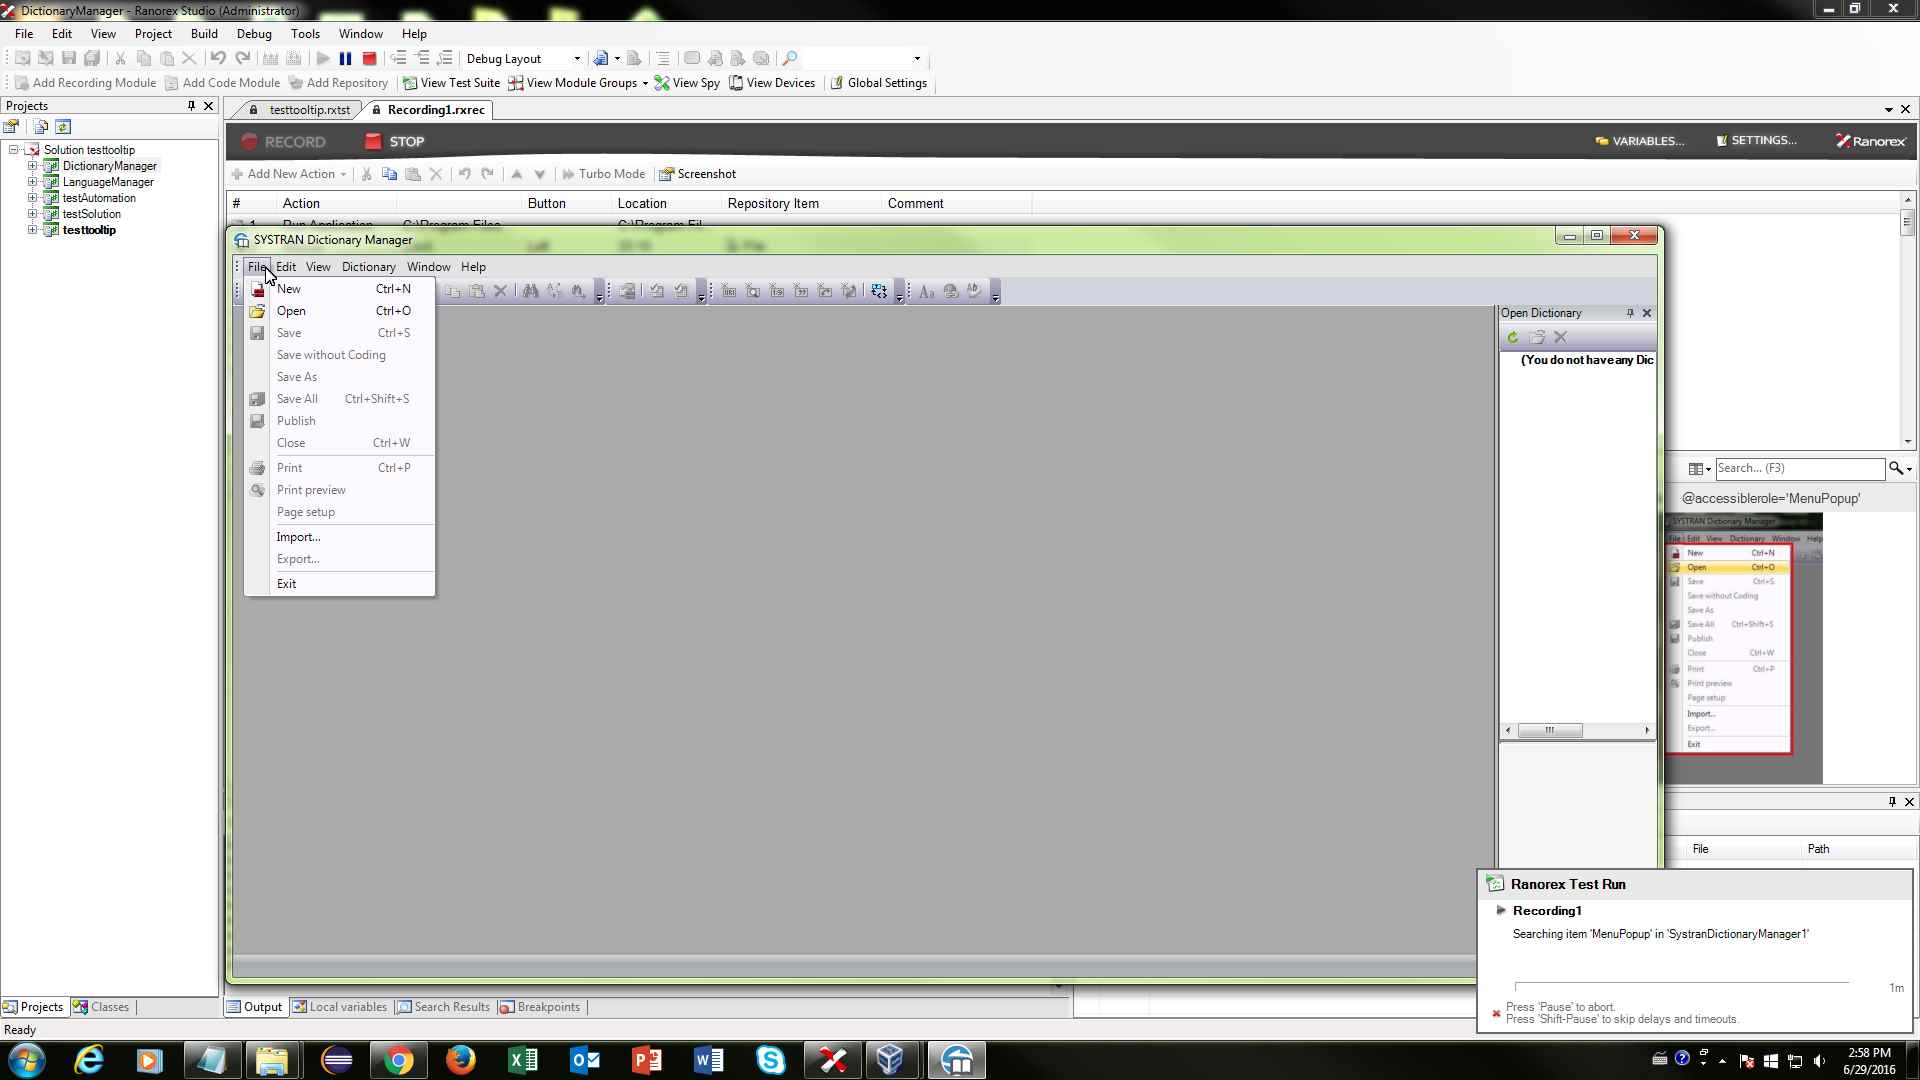 DictionaryManager - Ranorex Studio (Administrator)
File Edit View Project Build Debug Tools Window Help
Debug Layout
Add Recording Module Add Code Module Add Repository View Test Suite View Module Groups View Spy View Devices Global Settings
Projects
testtooltip.rxtst Recording1.rxrec
RECORD STOP VARIABLES... SETTINGS... Ranorex
Solution testtooltip
DictionaryManager
LanguageManager
testAutomation
testSolution
testtooltip
Add New Action Turbo Mode Screenshot
# Action Button Location Repository Item Comment
1 Run Application C:\Program Files C:\Program Fil...
Left File
SYSTRAN Dictionary Manager
File Edit View Dictionary Window Help
New Ctrl+N
Open Ctrl+O
Save Ctrl+S
Save without Coding
Save As
Save All Ctrl+Shift+S
Publish
Close Ctrl+W
Print Ctrl+P
Print preview
Page setup
Import...
Export...
Exit
Open Dictionary
(You do not have any Dic
Search... (F3)
@accessiblerole='MenuPopup'
SYSTRAN Dictionary Manager
File Edit View Dictionary Window Help
New Ctrl+N
Open Ctrl+O
Save Ctrl+S
Save without Coding
Save As
Save All Ctrl+Shift+S
Publish
Close Ctrl+W
Print Ctrl+P
Print preview
Page setup
Import...
Export...
Exit
File Path
Ranorex Test Run
Recording1
Searching item 'MenuPopup' in 'SystranDictionaryManager1'
1m
Press 'Pause' to abort.
Press 'Shift-Pause' to skip delays and timeouts.
Projects Classes
Output Local variables Search Results Breakpoints
Ready
2:58 PM
6/29/2016